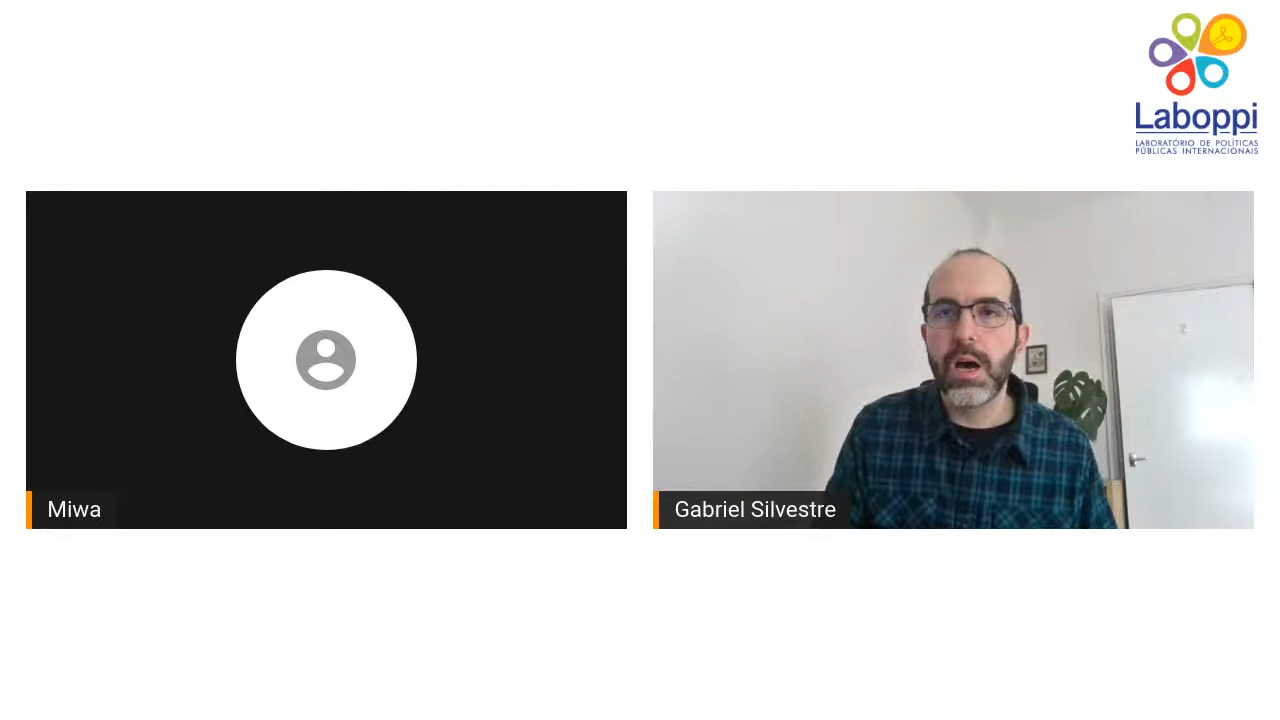 Laboppi
LABORATÓRIO DE POLÍTICAS
PÚBLICAS INTERNACIONAIS
Miwa
Gabriel Silvestre